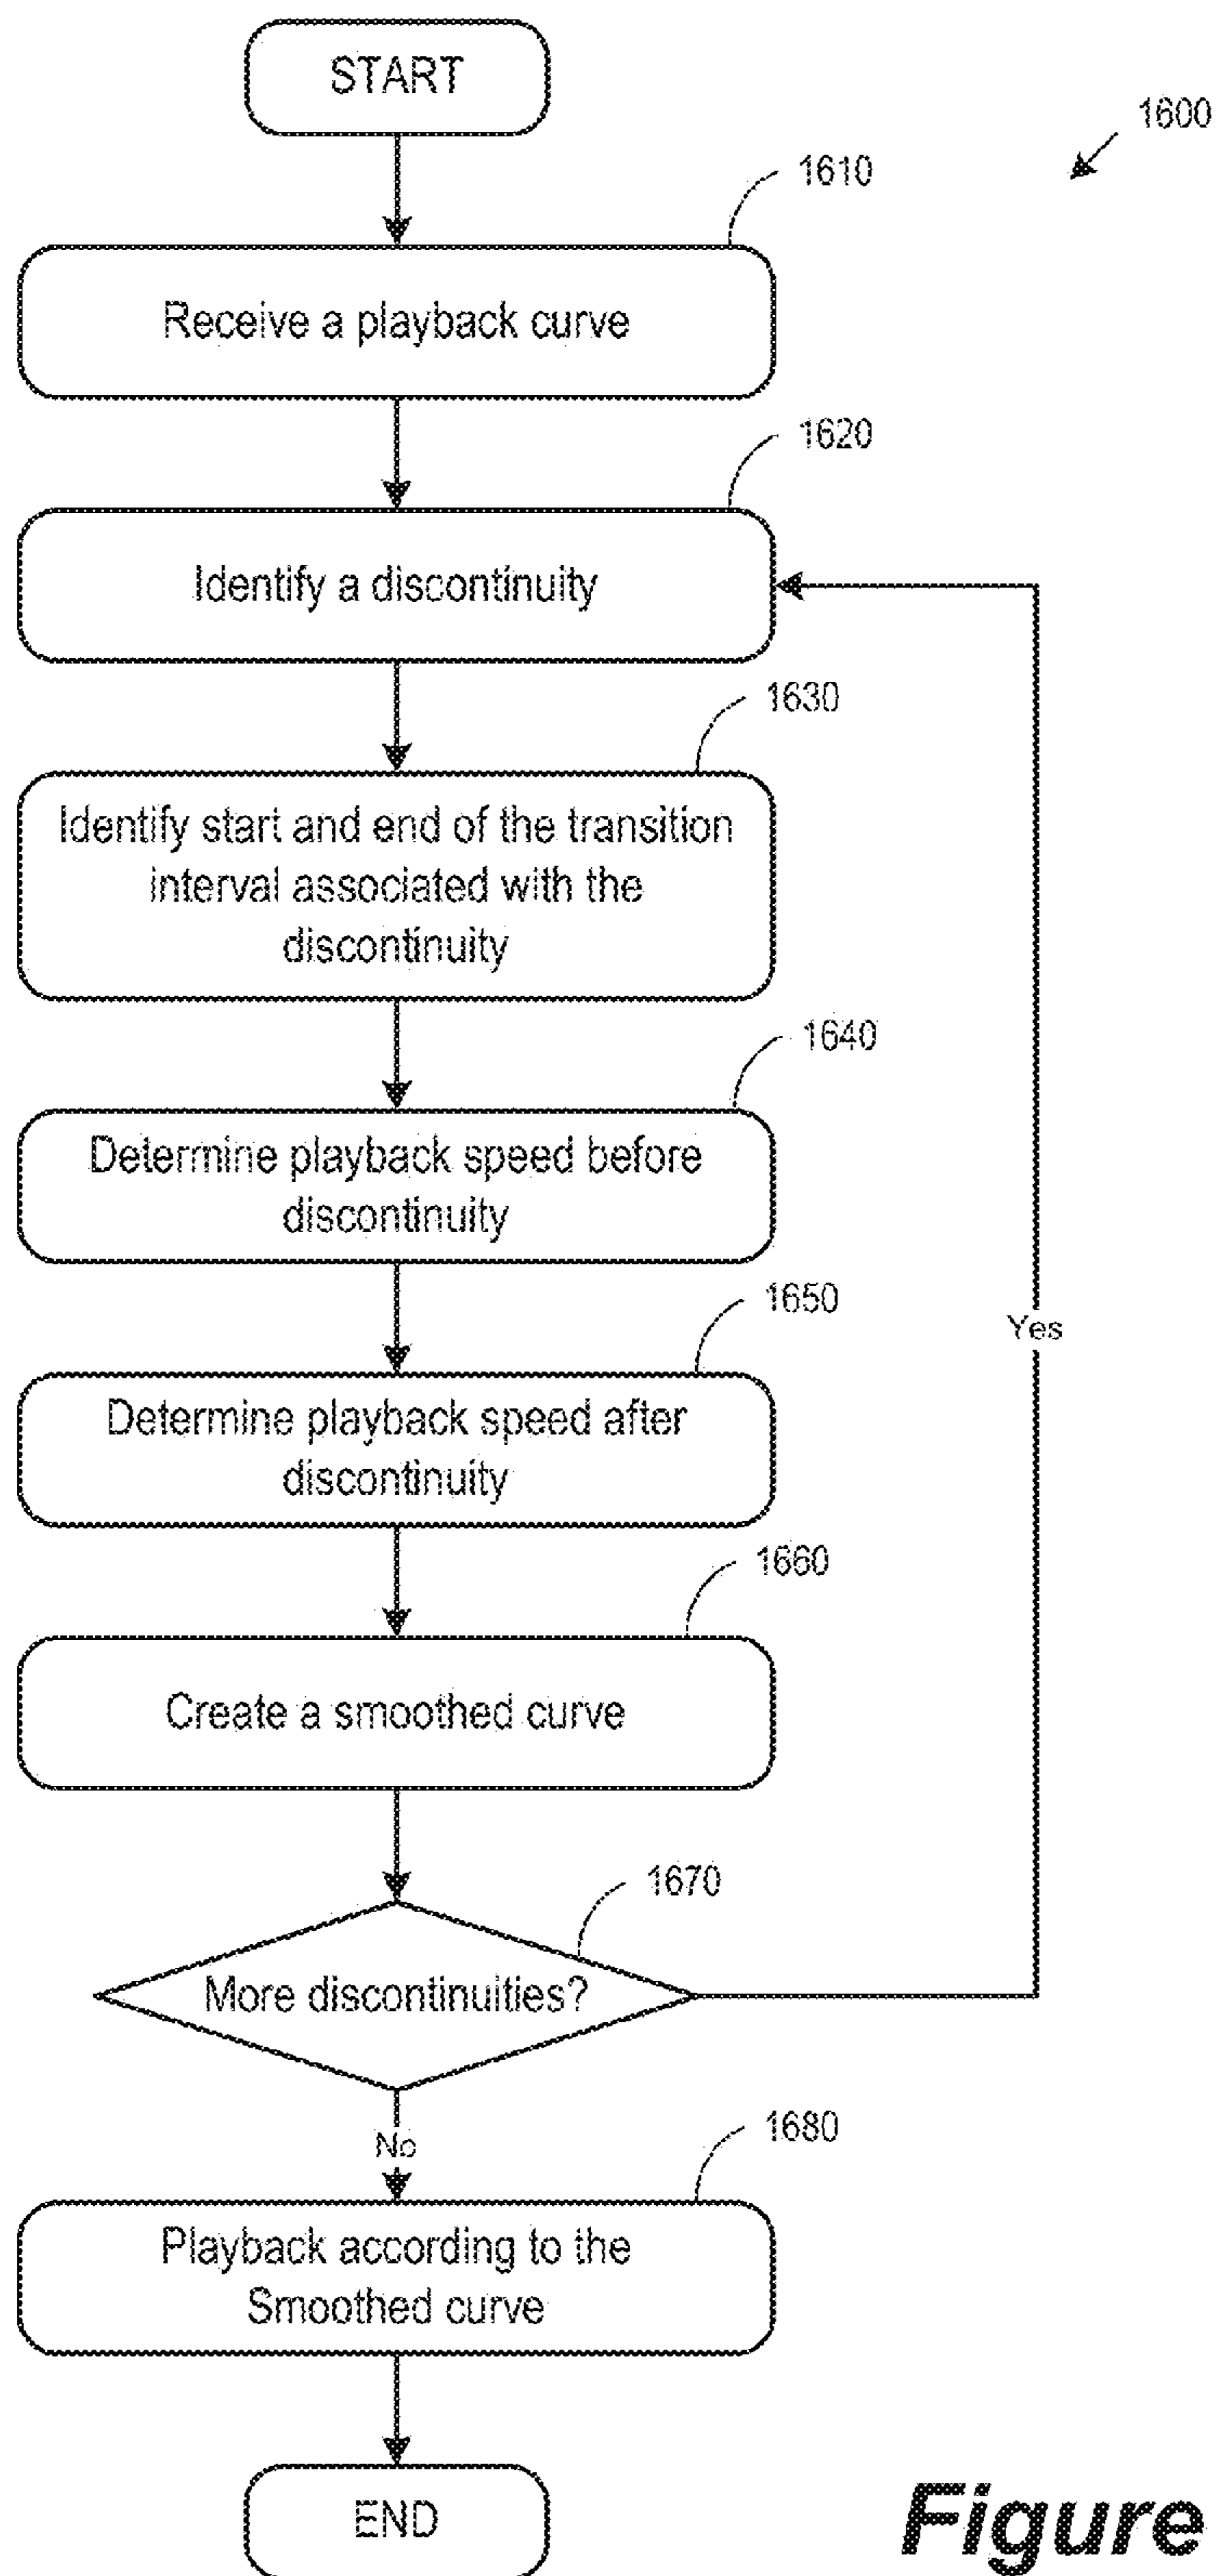 START
1600
1610
Receive a playback curve
1620
Identify a discontinuity
1630
Identify start and end of the transition
interval associated with the
discontinuity
1640
Determine playback speed before
discontinuity
1650
Yes
Determine playback speed after
discontinuity
1660
Create a smoothed curve
1670
More discontinuities?
No
1680
Playback according to the
Smoothed curve
END
Figure